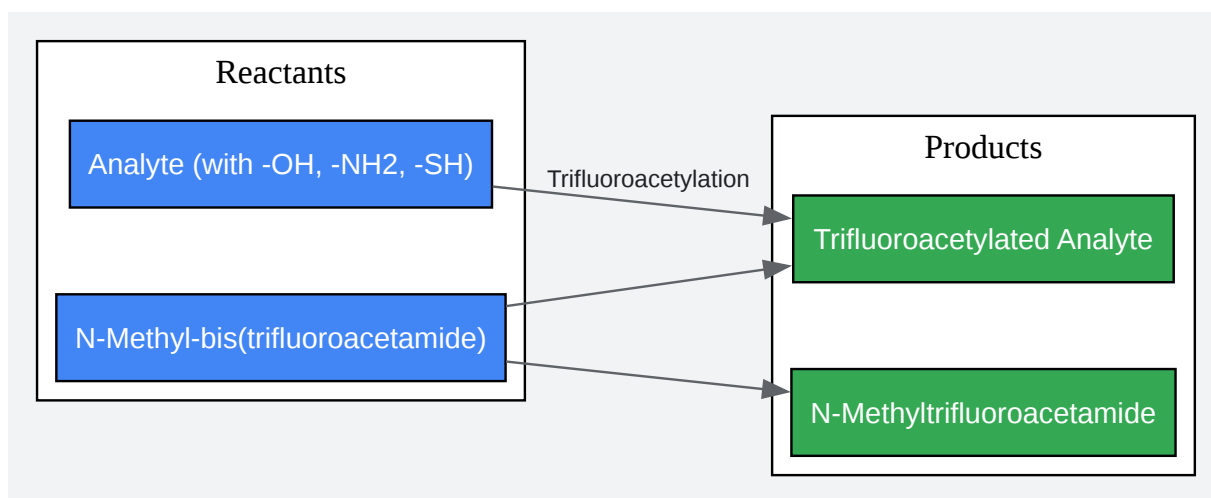 Reactants
Analyte (with -OH, -NH2, -SH)
N-Methyl-bis(trifluoroacetamide)
Trifluoroacetylation
Products
Trifluoroacetylated Analyte
N-Methyltrifluoroacetamide